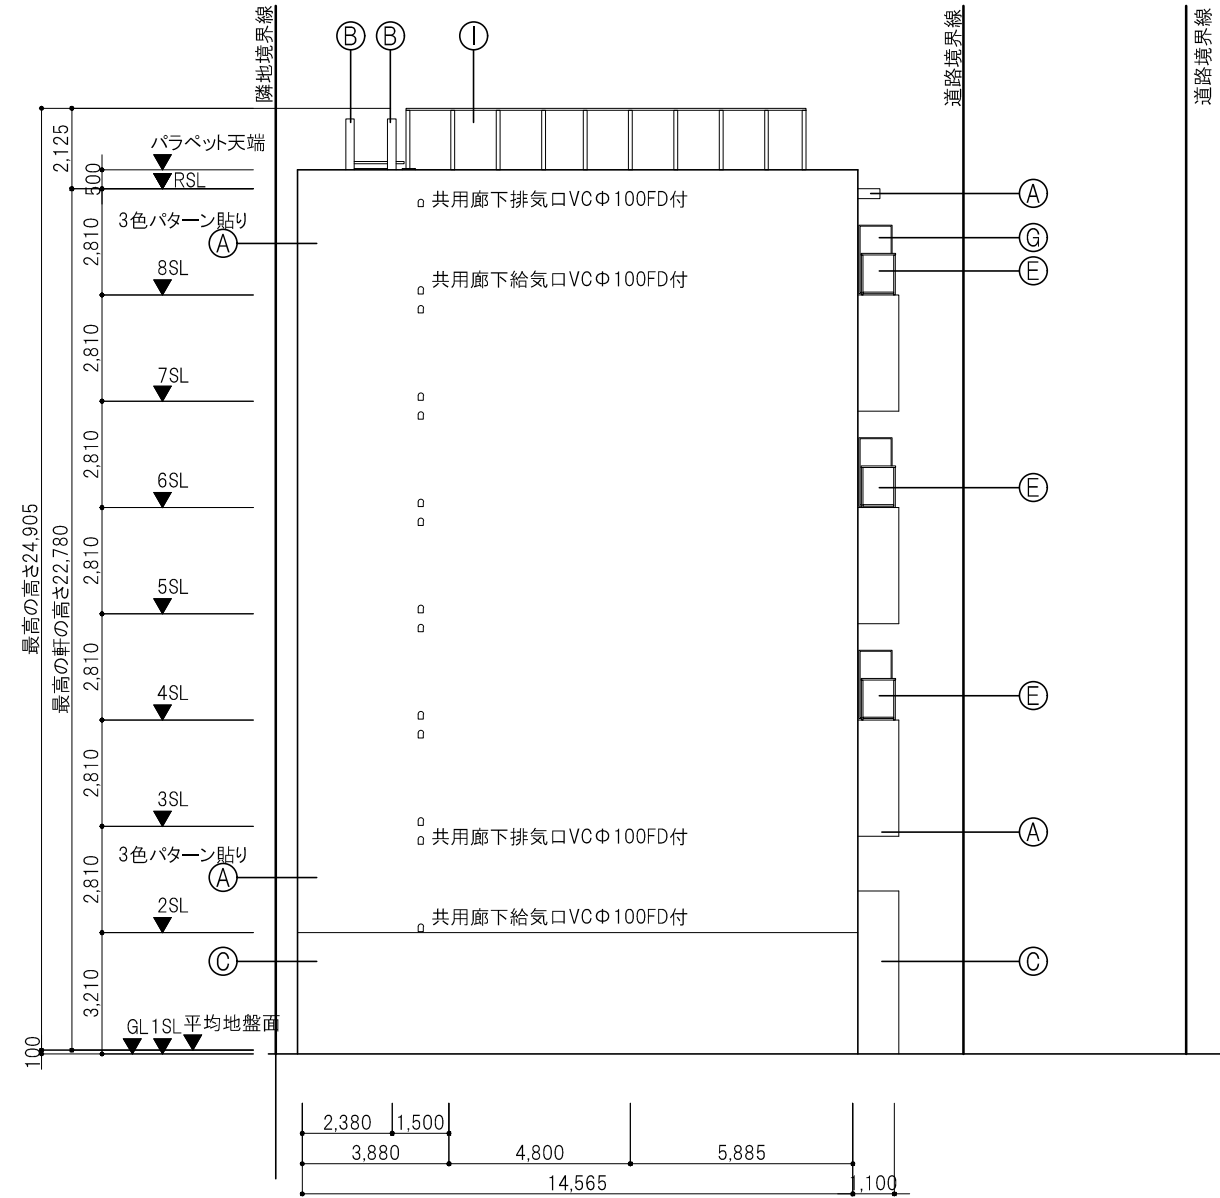 隣地境界線
道路境界線
道路境界線
B
B
I
2,125
パラペット天端
500
RSL
共用廊下排気口VCΦ100FD付
A
3色パターン貼り
A
G
2,810
8SL
共用廊下給気口VCΦ100FD付
E
2,810
7SL
2,810
6SL
E
最高の高さ24,905
最高の軒の高さ22,780
2,810
5SL
2,810
4SL
E
2,810
3SL
共用廊下排気口VCΦ100FD付
A
3色パターン貼り
A
2,810
2SL
共用廊下給気口VCΦ100FD付
C
C
3,210
GL
1SL
平均地盤面
100
2,380
1,500
3,880
4,800
5,885
14,565
1,100